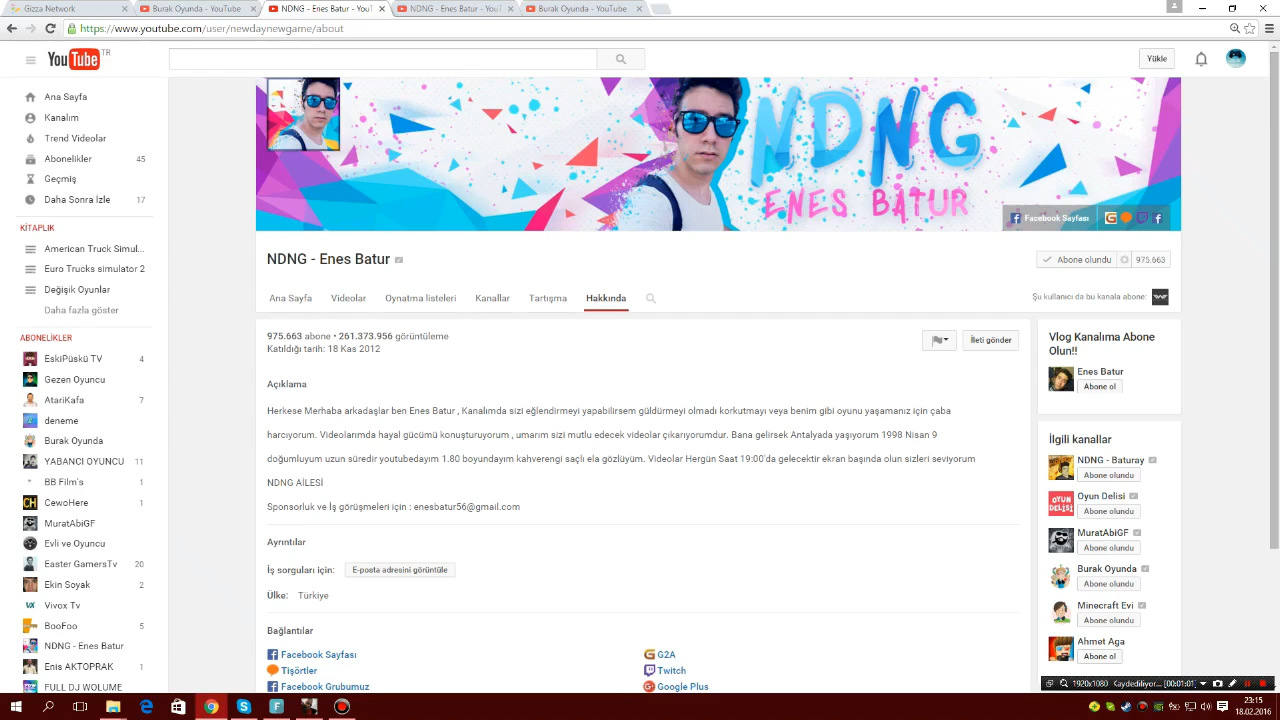 Gizza Network
Burak Oyunda - YouTube
NDNG - Enes Batur - YouT
NDNG - Enes Batur - YouT
Burak Oyunda - YouTube
https://www.youtube.com/user/newdaynewgame/about
YouTube TR
Yükle
Ana Sayfa
Kanalım
Trend Videolar
Abonelikler 45
Geçmiş
Daha Sonra İzle 17
KİTAPLIK
American Truck Simul...
Euro Trucks simulator 2
Değişik Oyunlar
Daha fazla göster
ABONELİKLER
EskiPüskü TV 4
Gezen Oyuncu
AtariKafa 7
deneme
Burak Oyunda
YABANCI OYUNCU 11
BB Film's 1
CewoHere 1
MuratAbiGF
Evli ve Oyuncu
Easter GamersTv 20
Ekin Soyak 2
Vivox Tv
BooFoo 5
NDNG - Enes Batur
Enis AKTOPRAK 1
FULL DJ WOLUME
NDNG
ENES BATUR
Facebook Sayfası
NDNG - Enes Batur
Abone olundu 975.663
Ana Sayfa Videolar Oynatma listeleri Kanallar Tartışma Hakkında
Şu kullanıcı da bu kanala abone:
975.663 abone • 261.373.956 görüntüleme
Katıldığı tarih: 18 Kas 2012
İleti gönder
Açıklama
Herkese Merhaba arkadaşlar ben Enes Batur , Kanalımda sizi eğlendirmeyi yapabilirsem güldürmeyi olmadı korkutmayı veya benim gibi oyunu yaşamanız için çaba
harcıyorum. Videolarımda hayal gücümü konuşturuyorum , umarım sizi mutlu edecek videolar çıkarıyorumdur. Bana gelirsek Antalyada yaşıyorum 1998 Nisan 9
doğumluyum uzun süredir youtubedayım 1.80 boyundayım kahverengi saçlı ela gözlüyüm. Videolar Hergün Saat 19:00'da gelecektir ekran başında olun sizleri seviyorum
NDNG AİLESİ
Sponsorluk ve İş görüşmeleri için : enesbatur56@gmail.com
Ayrıntılar
İş sorguları için: E-posta adresini görüntüle
Ülke: Türkiye
Bağlantılar
Facebook Sayfası
G2A
Tişörtler
Twitch
Facebook Grubumuz
Google Plus
Vlog Kanalıma Abone
Olun!!
Enes Batur
Abone ol
İlgili kanallar
NDNG - Baturay
Abone olundu
OYUN
DELİSİ
Oyun Delisi
Abone olundu
MuratAbiGF
Abone olundu
Burak Oyunda
Abone olundu
Minecraft Evi
Abone olundu
Ahmet Aga
Abone ol
1920x1080 Kaydediliyor... [00:01:01]
23:15
18.02.2016